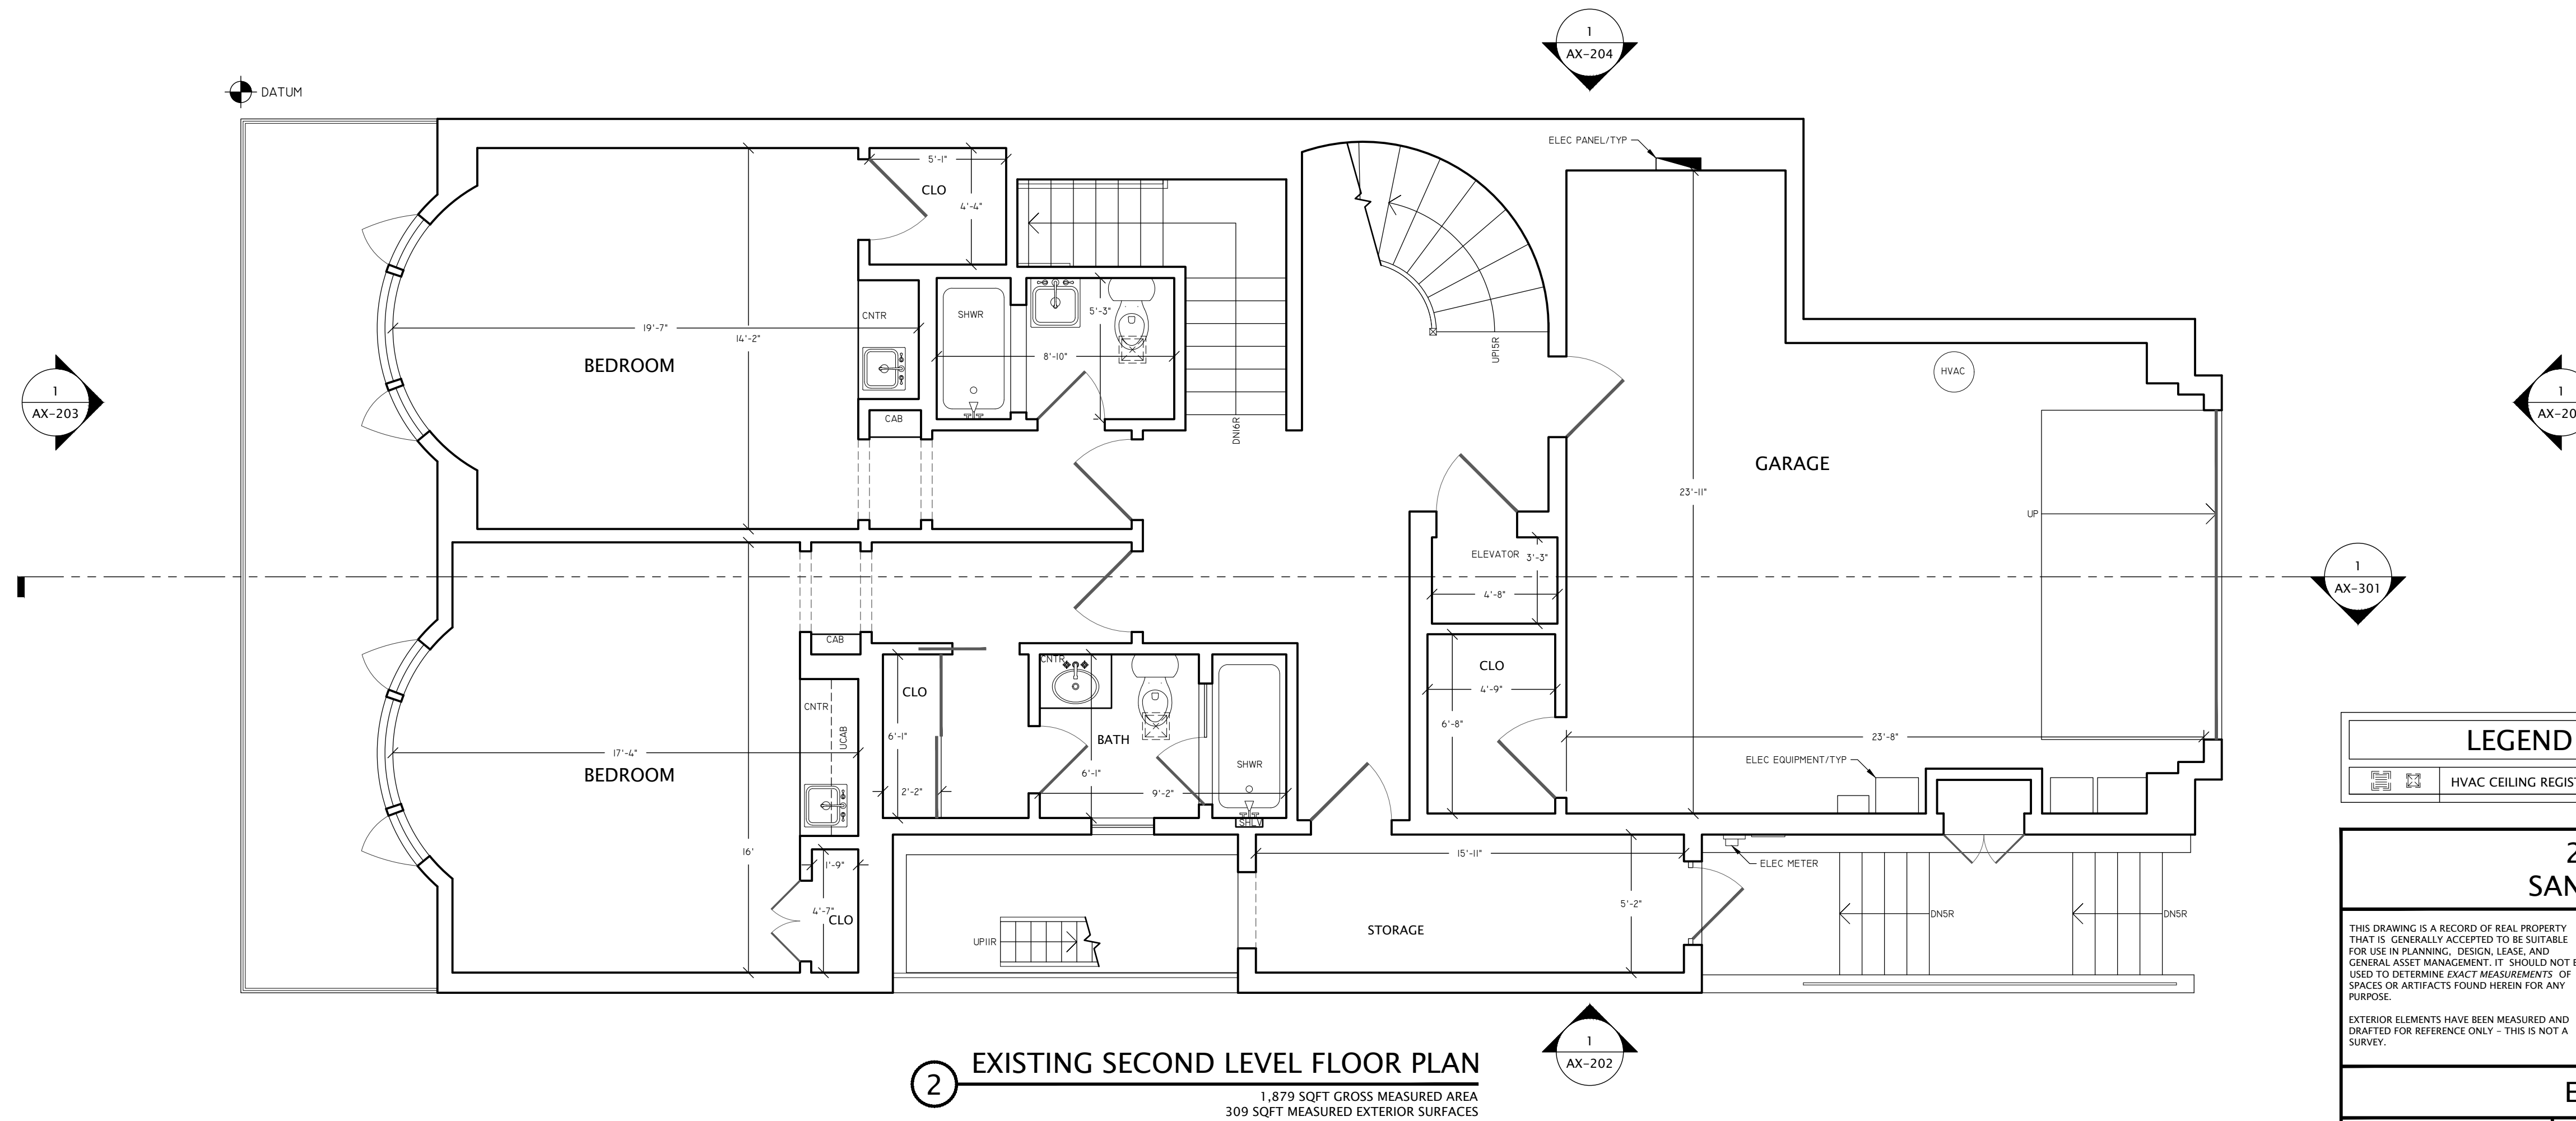 1
AX-204
DATUM
ELEC PANEL/TYP
5'-1"
CLO
4'-4"
CNTR
SHWR
5'-3"
19'-7"
14'-2"
8'-10"
BEDROOM
UP15R
HVAC
1
AX-203
1
AX-20
CAB
DN16R
GARAGE
23'-11"
UP
ELEVATOR
3'-3"
4'-8"
1
AX-301
CAB
CNTR
CLO
CLO
4'-9"
CNTR
6'-8"
UCAB
6'-1"
BATH
23'-8"
17'-4"
BEDROOM
6'-1"
SHWR
ELEC EQUIPMENT/TYP
2'-2"
9'-2"
SHLV
LEGEND
HVAC CEILING REGIST
16'
1'-9"
15'-11"
ELEC METER
4'-7"
CLO
5'-2"
STORAGE
UP11R
DN5R
DN5R
2
SAN
THIS DRAWING IS A RECORD OF REAL PROPERTY
THAT IS GENERALLY ACCEPTED TO BE SUITABLE
FOR USE IN PLANNING, DESIGN, LEASE, AND
GENERAL ASSET MANAGEMENT. IT SHOULD NOT B
USED TO DETERMINE EXACT MEASUREMENTS OF
SPACES OR ARTIFACTS FOUND HEREIN FOR ANY
PURPOSE.
EXTERIOR ELEMENTS HAVE BEEN MEASURED AND
DRAFTED FOR REFERENCE ONLY – THIS IS NOT A
SURVEY.
1
AX-202
2
EXISTING SECOND LEVEL FLOOR PLAN
1,879 SQFT GROSS MEASURED AREA
309 SQFT MEASURED EXTERIOR SURFACES